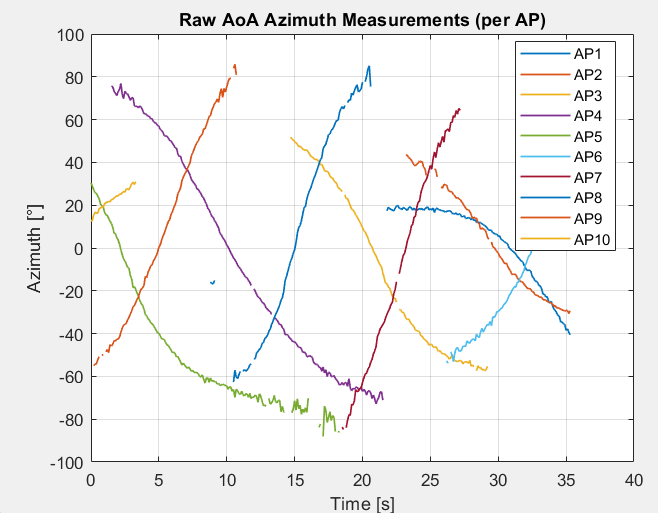 Raw AoA Azimuth Measurements (per AP)
100
80
60
40
20
0
-20
-40
-60
-80
-100
Azimuth [°]
0 5 10 15 20 25 30 35 40
Time [s]
AP1
AP2
AP3
AP4
AP5
AP6
AP7
AP8
AP9
AP10